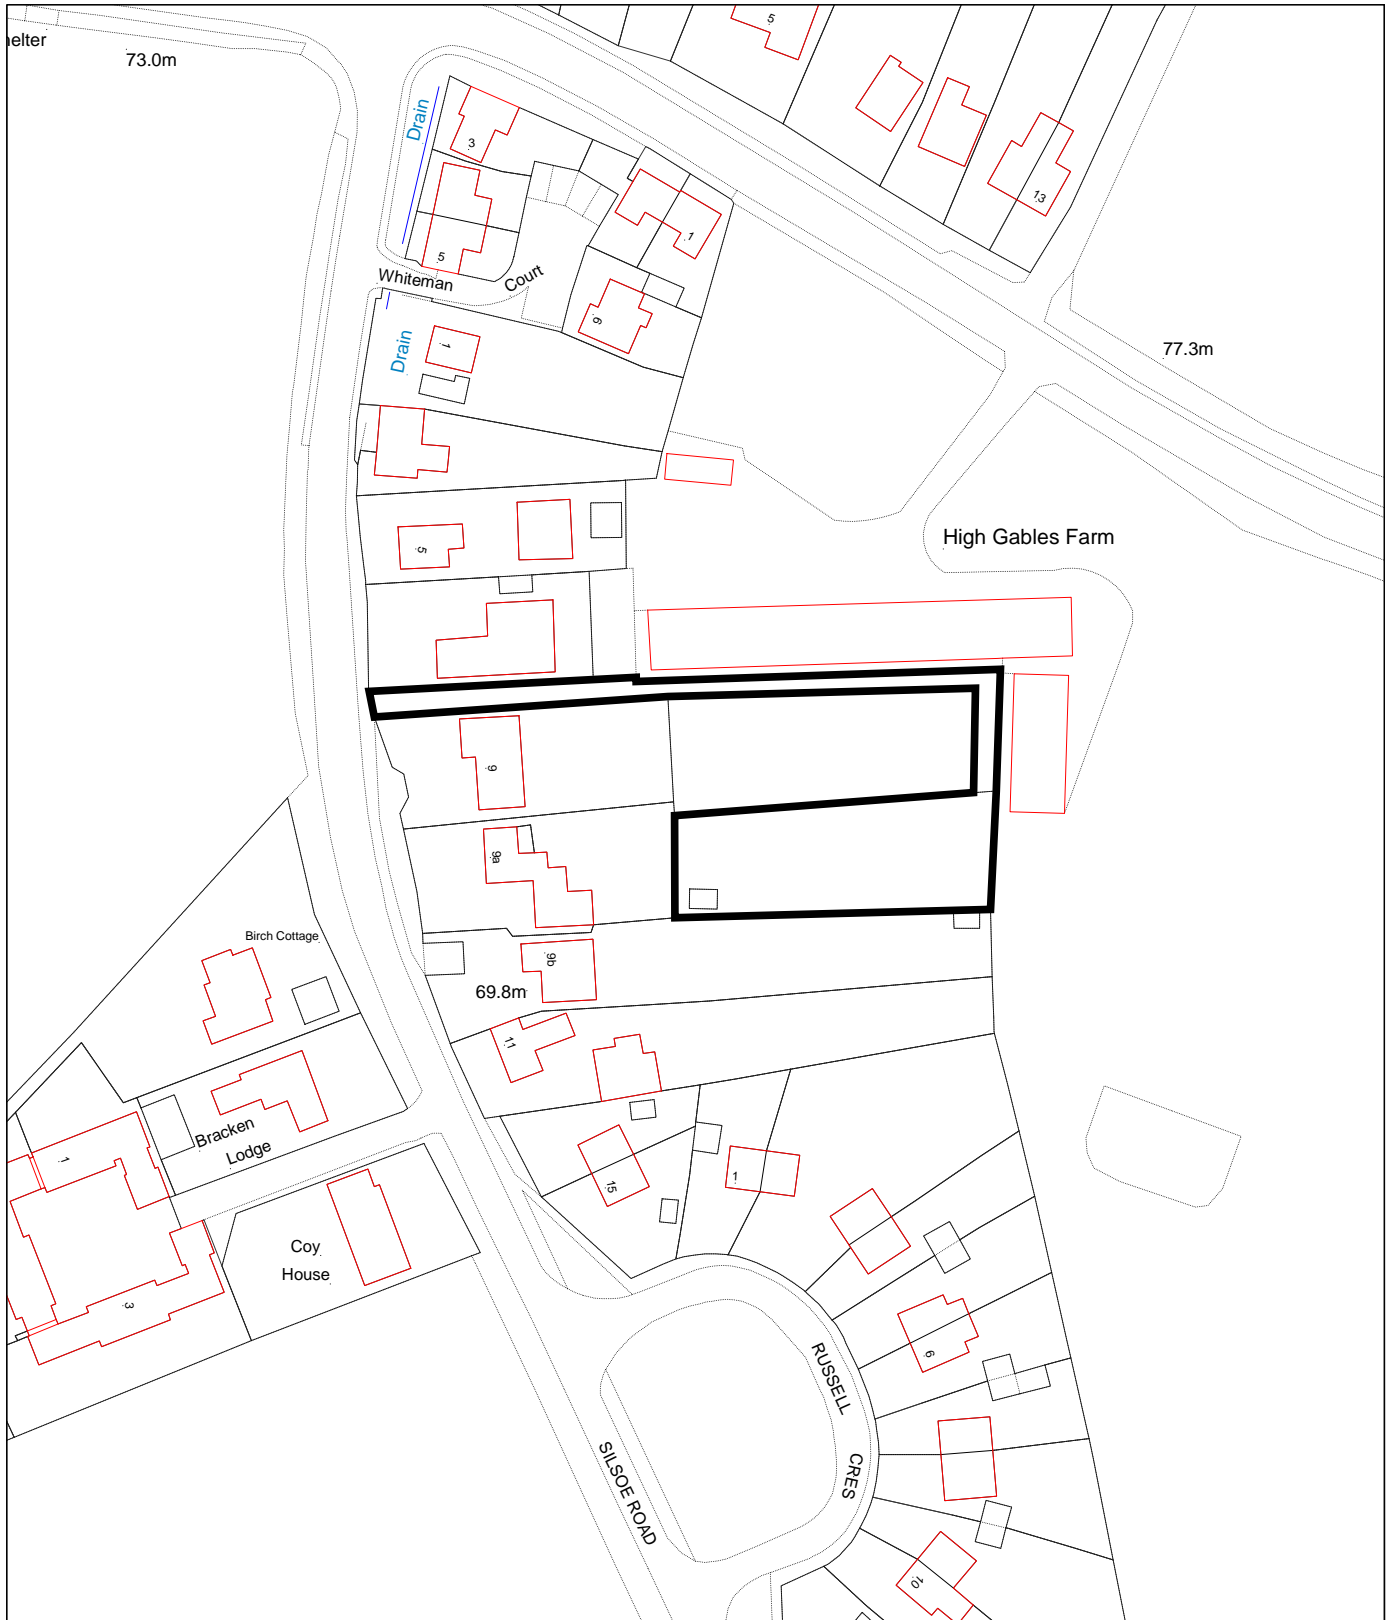 5
helter
73.0m
Drain
3
13
1
5
Whiteman
Court
6
77.3m
1
Drain
5
High Gables Farm
9
9a
Birch Cottage
9b
69.8m
11
Bracken
Lodge
1
15
1
Coy
House
3
6
RUSSELL
CRES
SILSOE ROAD
10